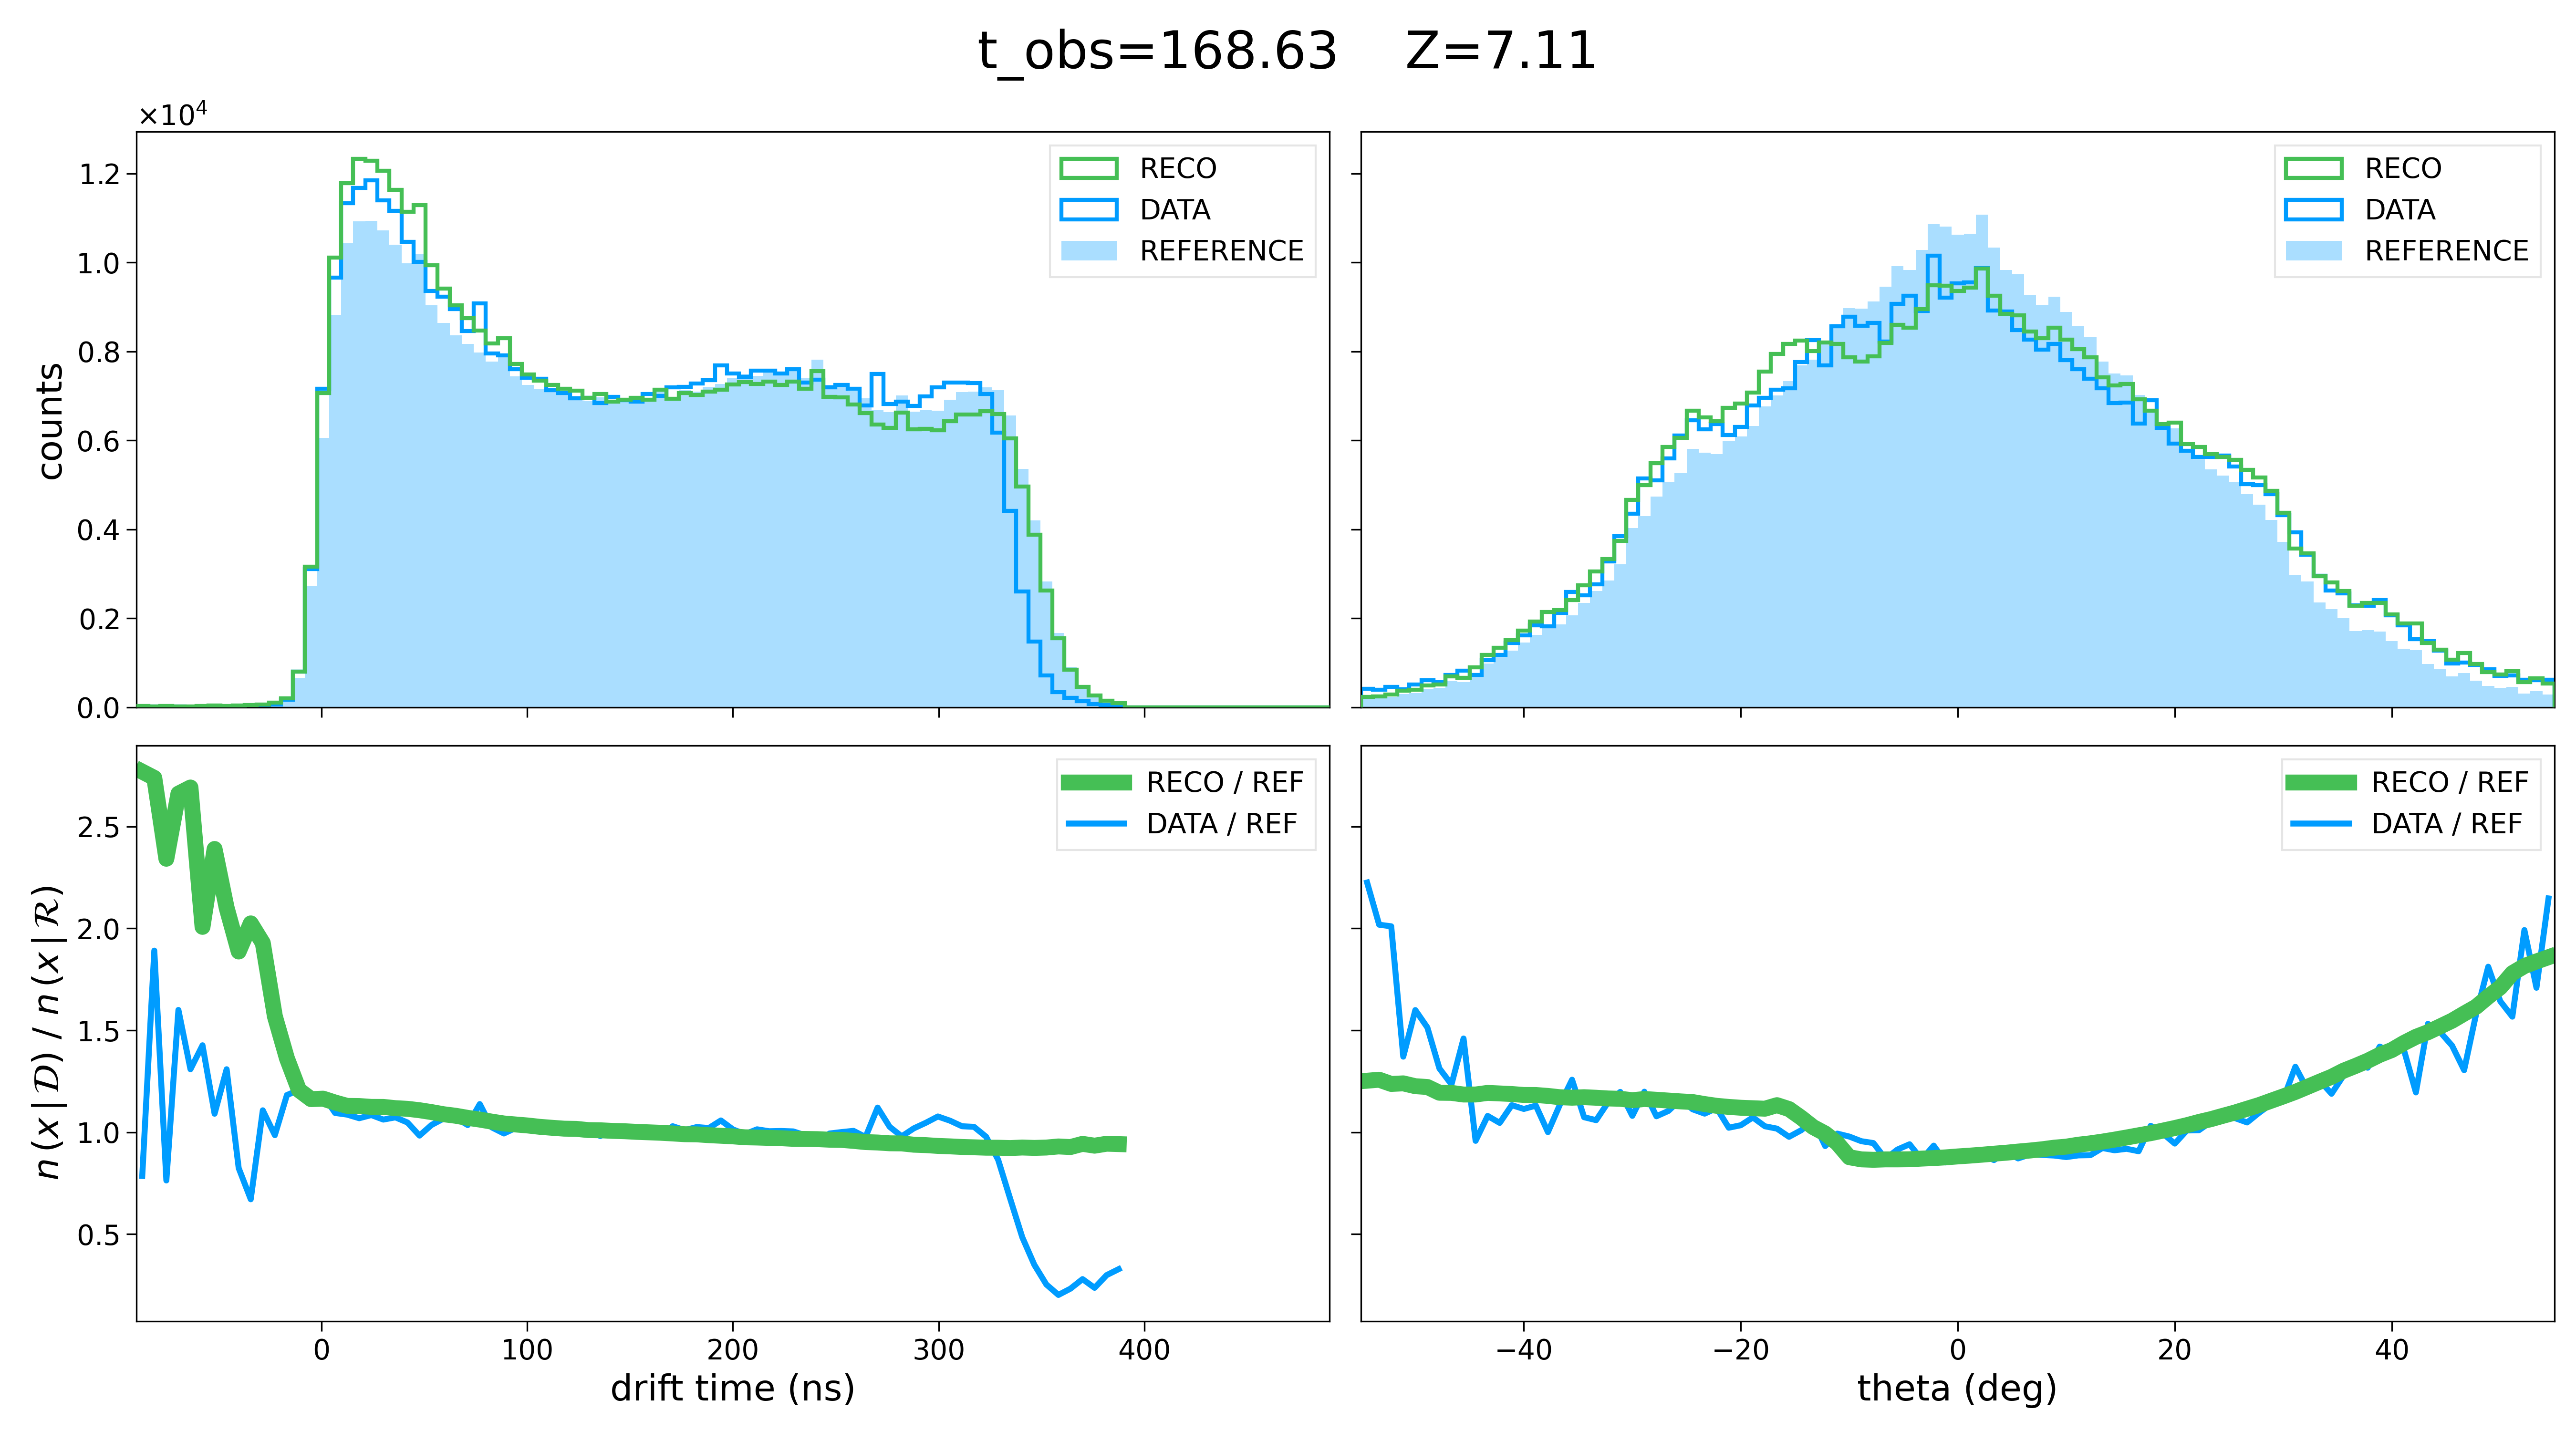 t_obs=168.63    Z=7.11
×10⁴
counts
1.2
1.0
0.8
0.6
0.4
0.2
0.0
RECO
DATA
REFERENCE
RECO
DATA
REFERENCE
n(x|𝒟) / n(x|ℛ)
2.5
2.0
1.5
1.0
0.5
RECO / REF
DATA / REF
RECO / REF
DATA / REF
0 100 200 300 400
drift time (ns)
−40 −20 0 20 40
theta (deg)